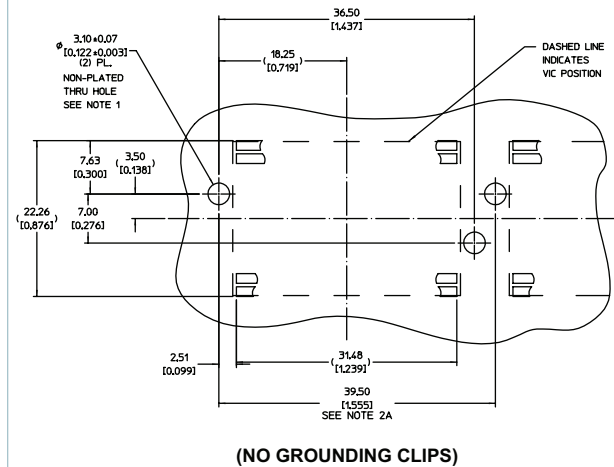 36.50
[1.437]
ø 3.10±0.07
[0.122±0.003]
(2) PL.
NON-PLATED
THRU HOLE
SEE NOTE 1
(18.25
[0.719])
DASHED LINE
INDICATES
VIC POSITION
7.63
[0.300]
(3.50
[0.138])
(22.26
[0.876])
7.00
[0.276]
2.51
[0.099]
(31.48
[1.239])
39.50
[1.555]
SEE NOTE 2A
(NO GROUNDING CLIPS)